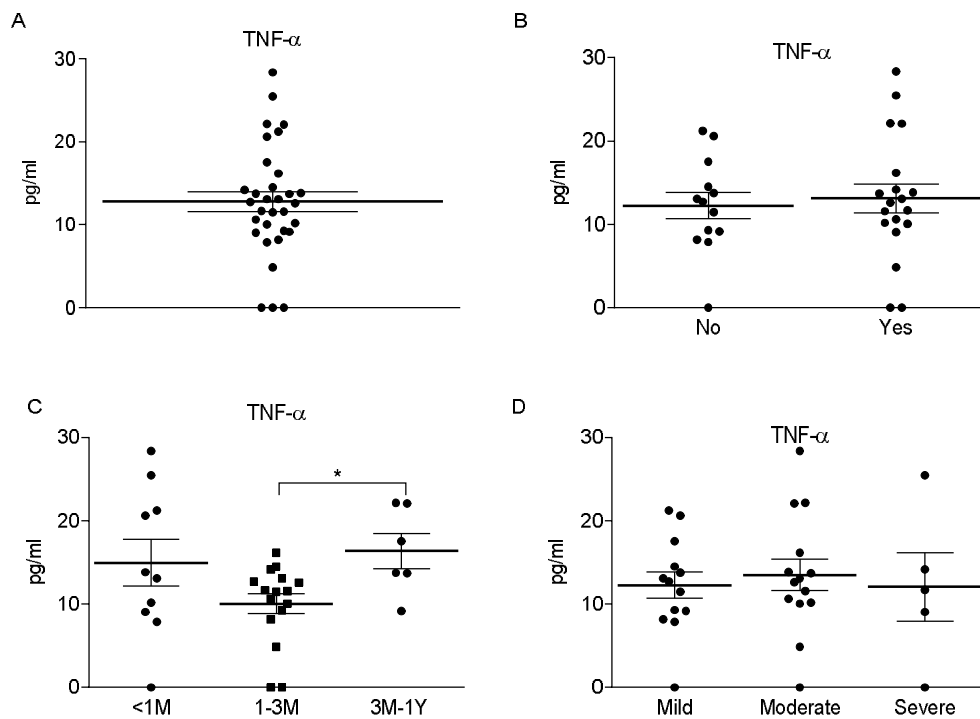 A
TNF-α
30
20
10
0
pg/ml
B
TNF-α
30
20
10
0
pg/ml
No Yes
C
TNF-α
30
20
10
0
pg/ml
*
<1M 1-3M 3M-1Y
D
TNF-α
30
20
10
0
pg/ml
Mild Moderate Severe